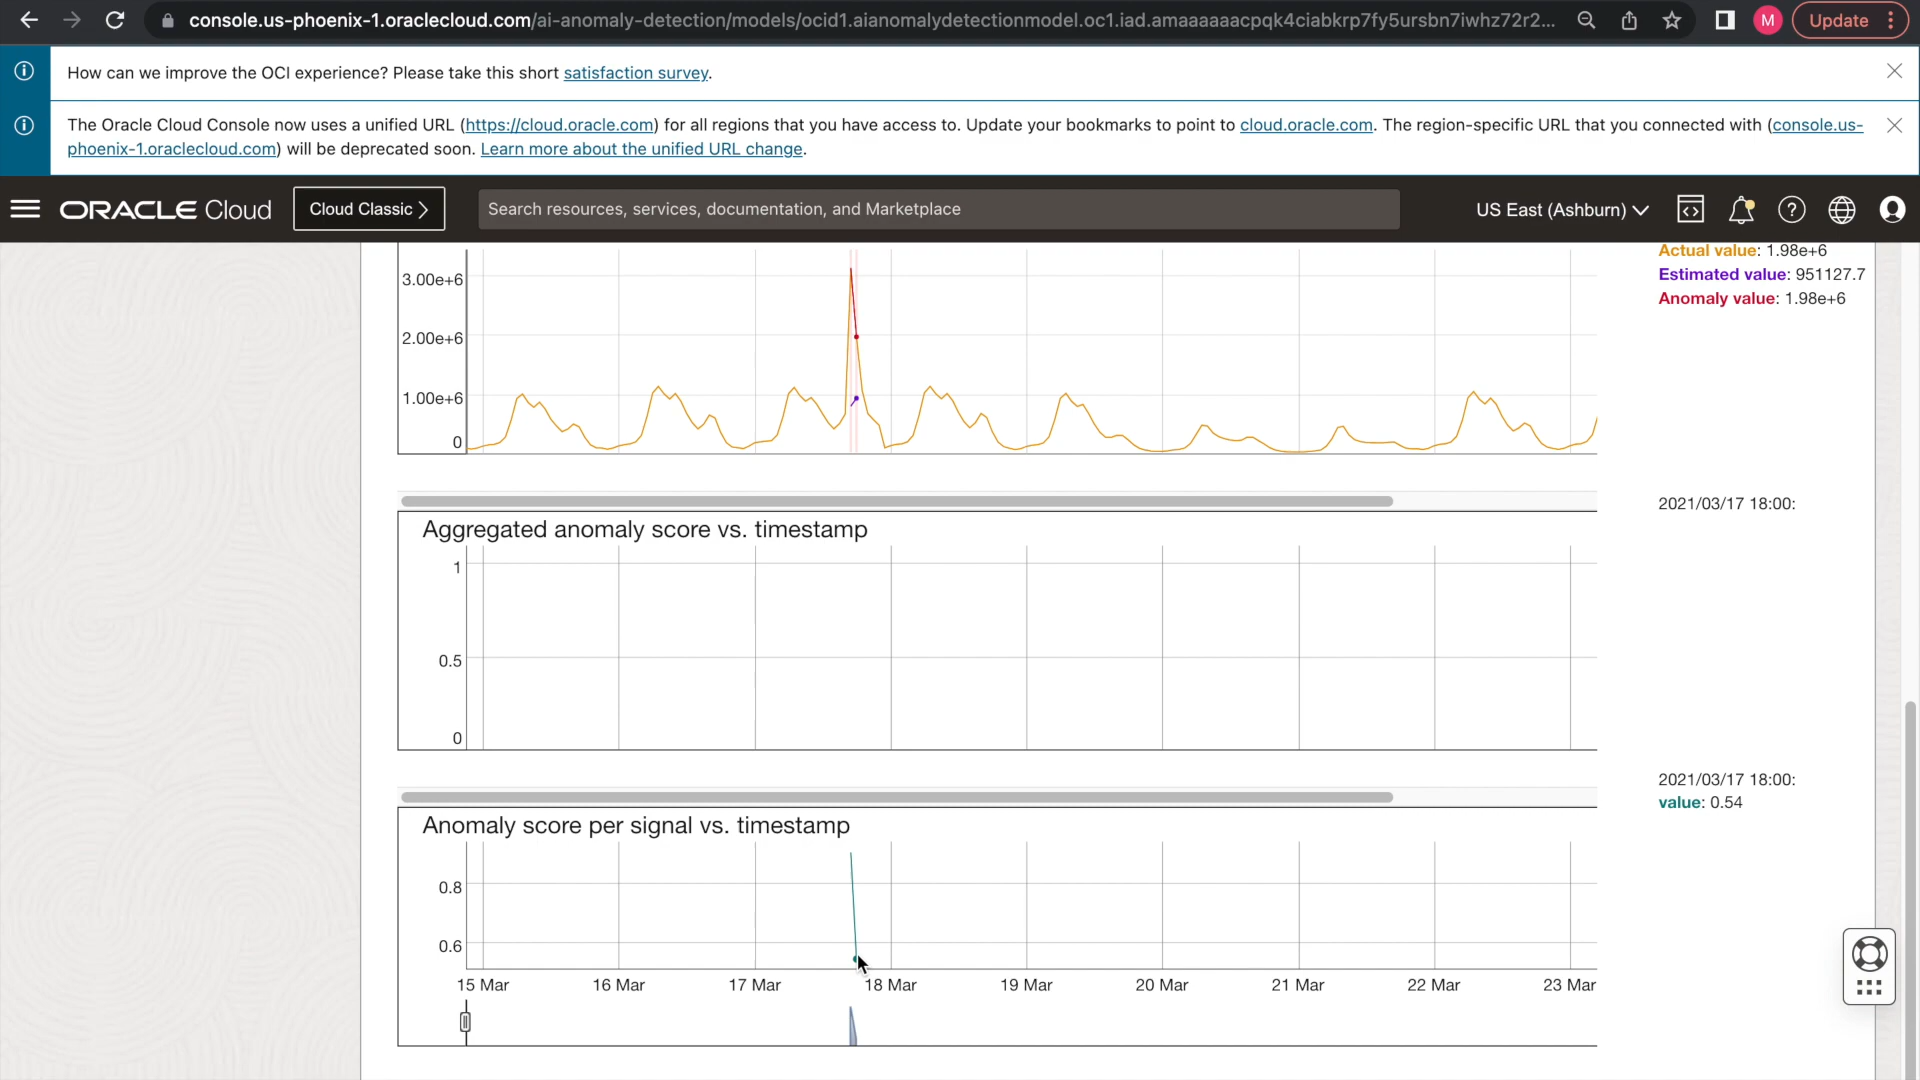 console.us-phoenix-1.oraclecloud.com/ai-anomaly-detection/models/ocid1.aianomalydetectionmodel.oc1.iad.amaaaaaacpqk4ciabkrp7fy5ursbn7iwhz72r2...
M
Update
How can we improve the OCI experience? Please take this short satisfaction survey.
The Oracle Cloud Console now uses a unified URL (https://cloud.oracle.com) for all regions that you have access to. Update your bookmarks to point to cloud.oracle.com. The region-specific URL that you connected with (console.us-
phoenix-1.oraclecloud.com) will be deprecated soon. Learn more about the unified URL change.
ORACLE Cloud
Cloud Classic
Search resources, services, documentation, and Marketplace
US East (Ashburn)
Actual value: 1.98e+6
Estimated value: 951127.7
Anomaly value: 1.98e+6
3.00e+6
2.00e+6
1.00e+6
0
2021/03/17 18:00:
Aggregated anomaly score vs. timestamp
1
0.5
0
2021/03/17 18:00:
value: 0.54
Anomaly score per signal vs. timestamp
0.8
0.6
15 Mar 16 Mar 17 Mar 18 Mar 19 Mar 20 Mar 21 Mar 22 Mar 23 Mar